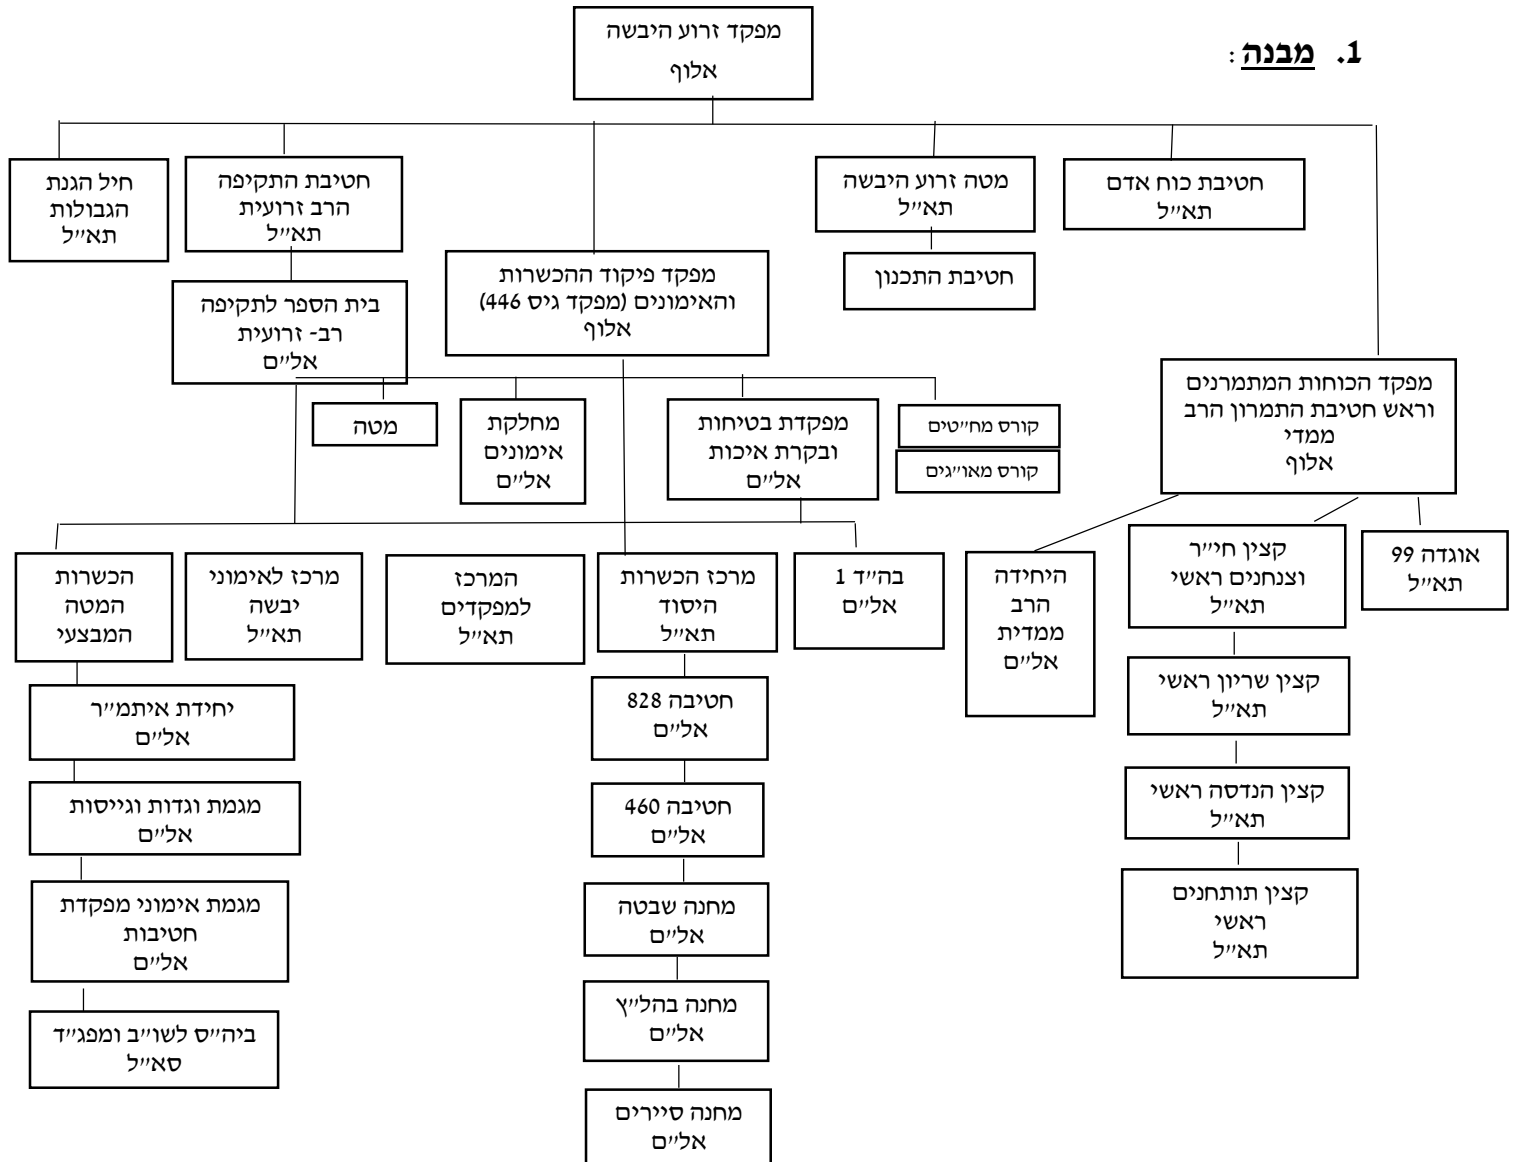 1. מבנה:
מפקד זרוע היבשה
אלוף
חטיבת כוח אדם
תא״ל
מטה זרוע היבשה
תא״ל
חטיבת התכנון
חטיבת התקיפה
הרב זרועית
תא״ל
חיל הגנת
הגבולות
תא״ל
מפקד פיקוד ההכשרות
והאימונים (מפקד גיס 446)
אלוף
בית הספר לתקיפה
רב- זרועית
אל״ם
מפקד הכוחות המתמרנים
וראש חטיבת התמרון הרב
ממדי
אלוף
קורס מח״טים
קורס מאו״גים
מפקדת בטיחות
ובקרת איכות
אל״ם
מחלקת
אימונים
אל״ם
מטה
אוגדה 99
תא״ל
קצין חי״ר
וצנחנים ראשי
תא״ל
היחידה
הרב
ממדית
אל״ם
בה״ד 1
אל״ם
מרכז הכשרות
היסוד
תא״ל
המרכז
למפקדים
תא״ל
מרכז לאימוני
יבשה
תא״ל
הכשרות
המטה
המבצעי
קצין שריון ראשי
תא״ל
קצין הנדסה ראשי
תא״ל
קצין תותחנים
ראשי
תא״ל
חטיבה 828
אל״ם
חטיבה 460
אל״ם
מחנה שבטה
אל״ם
מחנה בהל״ץ
אל״ם
מחנה סיירים
אל״ם
יחידת איתמ״ר
אל״ם
מגמת וגדות וגייסות
אל״ם
מגמת אימוני מפקדת
חטיבות
אל״ם
ביה״ס לשו״ב ומפג״ד
סא״ל